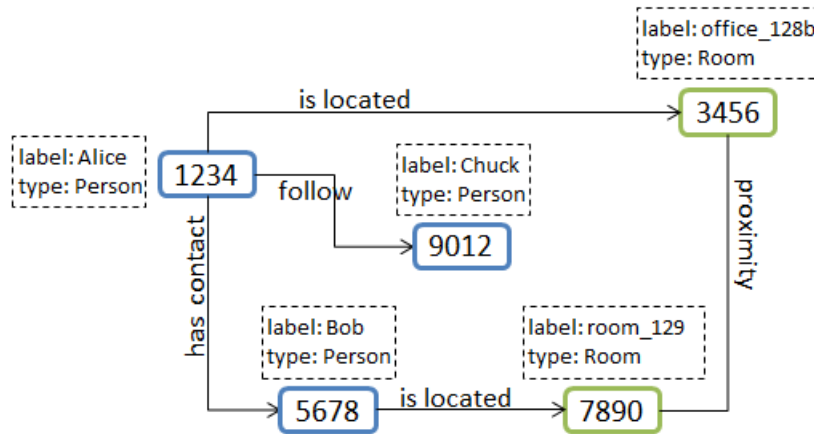 label: office_128b
type: Room
is located
3456
label: Alice
type: Person
1234
follow
label: Chuck
type: Person
9012
proximity
has contact
label: Bob
type: Person
5678
is located
label: room_129
type: Room
7890